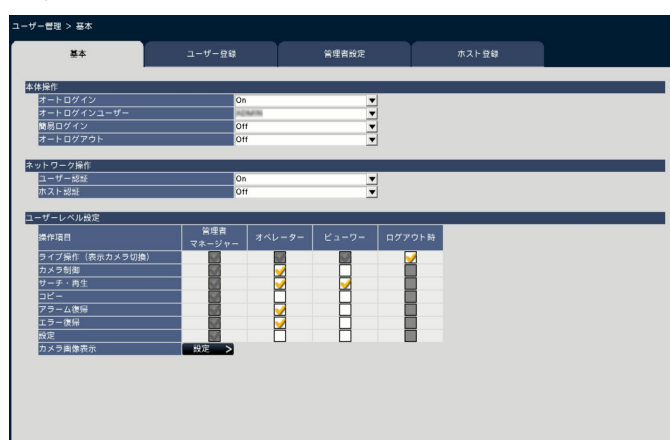 ユーザー管理 > 基本
基本 ユーザー登録 管理者設定 ホスト登録
本体操作
オートログイン On
オートログインユーザー ADMIN
簡易ログイン Off
オートログアウト Off
ネットワーク操作
ユーザー認証 On
ホスト認証 Off
ユーザーレベル設定
操作項目 管理者 オペレーター ビューワー ログアウト時
マネージャー
ライブ操作（表示カメラ切換）
カメラ制御
サーチ・再生
コピー
アラーム復帰
エラー復帰
設定
カメラ画像表示 設定 >